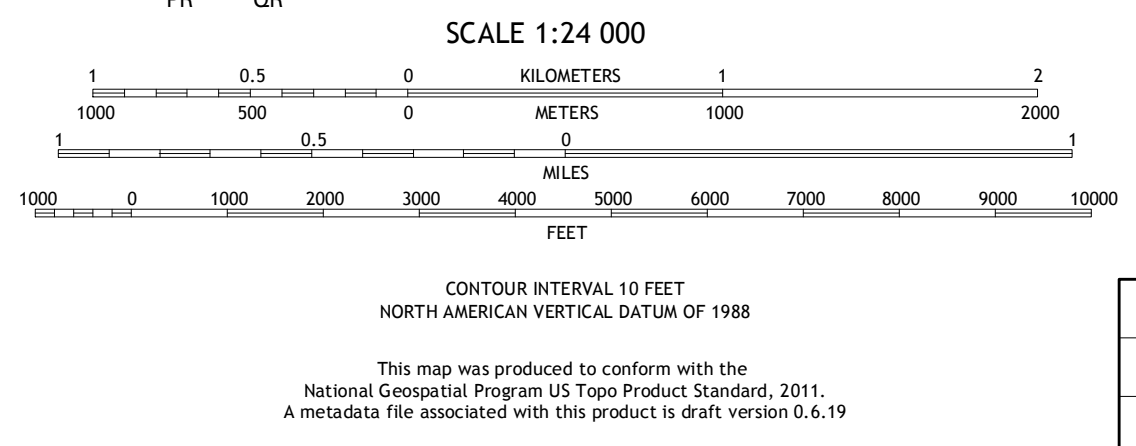 PR QR
SCALE 1:24 000
1 0.5 0 KILOMETERS 1 2
1000 500 0 METERS 1000 2000
1 0.5 0 1
MILES
1000 0 1000 2000 3000 4000 5000 6000 7000 8000 9000 10000
FEET
CONTOUR INTERVAL 10 FEET
NORTH AMERICAN VERTICAL DATUM OF 1988
This map was produced to conform with the
National Geospatial Program US Topo Product Standard, 2011.
A metadata file associated with this product is draft version 0.6.19